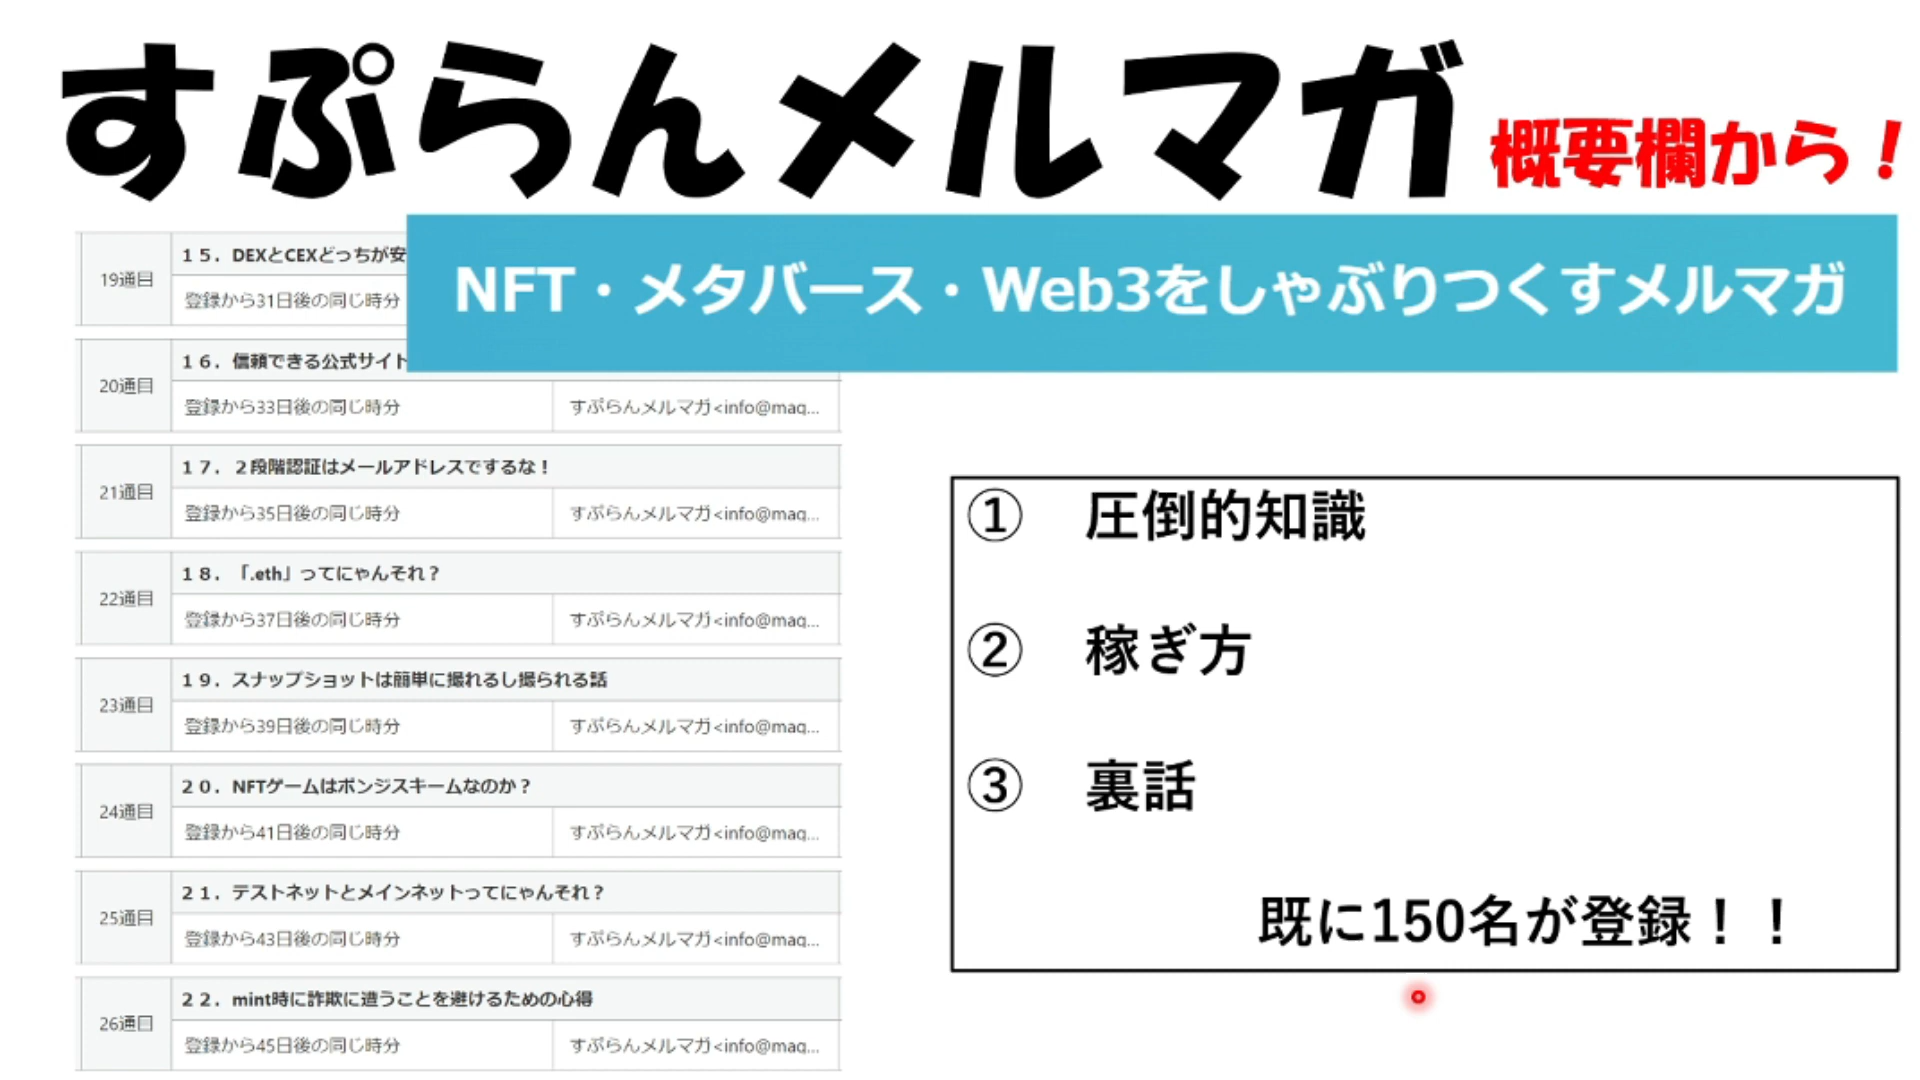 すぷらんメルマガ 概要欄から！
NFT・メタバース・Web3をしゃぶりつくすメルマガ
19通目
１５．DEXとCEXどっちが安
登録から31日後の同じ時分
20通目
１６．信頼できる公式サイト
登録から33日後の同じ時分 すぷらんメルマガ<info@mag...
21通目
１７．２段階認証はメールアドレスでするな！
登録から35日後の同じ時分 すぷらんメルマガ<info@mag...
22通目
１８．「.eth」ってにゃんそれ？
登録から37日後の同じ時分 すぷらんメルマガ<info@mag...
23通目
１９．スナップショットは簡単に撮れるし撮られる話
登録から39日後の同じ時分 すぷらんメルマガ<info@mag...
24通目
２０．NFTゲームはポンジスキームなのか？
登録から41日後の同じ時分 すぷらんメルマガ<info@mag...
25通目
２１．テストネットとメインネットってにゃんそれ？
登録から43日後の同じ時分 すぷらんメルマガ<info@mag...
26通目
２２．mint時に詐欺に遭うことを避けるための心得
登録から45日後の同じ時分 すぷらんメルマガ<info@mag...
① 圧倒的知識
② 稼ぎ方
③ 裏話
既に150名が登録！！